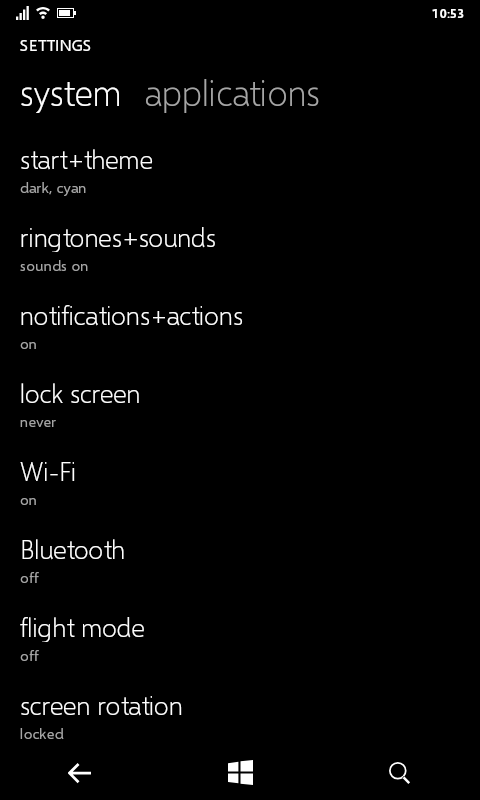 10:53
SETTINGS
system applications
start+theme
dark, cyan
ringtones+sounds
sounds on
notifications+actions
on
lock screen
never
Wi-Fi
on
Bluetooth
off
flight mode
off
screen rotation
locked